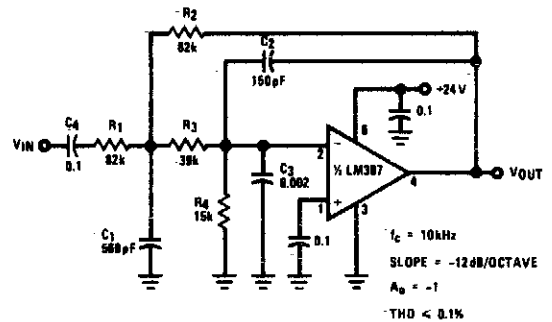 R2
82k
C2
150pF
+24V
0.1
6
C4
R1
R3
VIN
0.1
82k
39k
2
−
½ LM387
4
VOUT
C3
0.002
R4
15k
1
+
3
C1
560pF
0.1
fc = 10kHz
SLOPE = -12dB/OCTAVE
Ao = -1
THD ≤ 0.1%